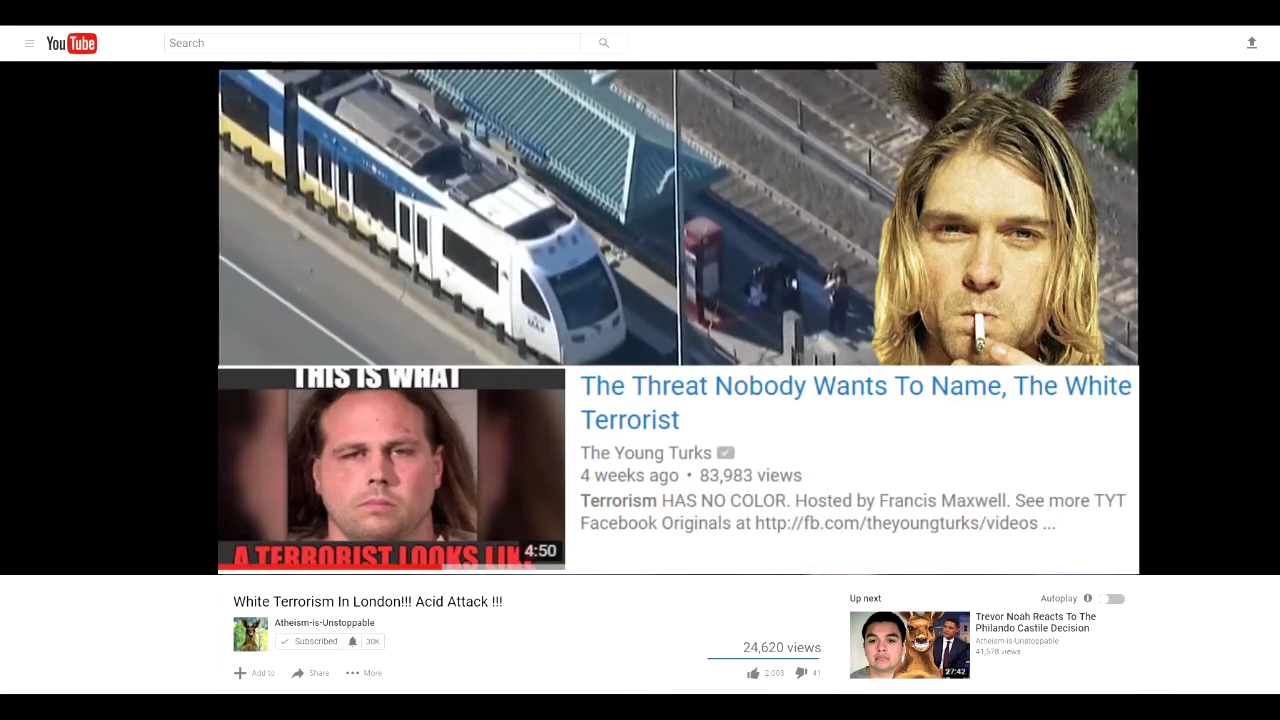 YouTube
Search
MAX
THIS IS WHAT
A TERRORIST LOOKS LIK
4:50
The Threat Nobody Wants To Name, The White
Terrorist
The Young Turks
4 weeks ago • 83,983 views
Terrorism HAS NO COLOR. Hosted by Francis Maxwell. See more TYT
Facebook Originals at http://fb.com/theyoungturks/videos ...
White Terrorism In London!!! Acid Attack !!!
Atheism-is-Unstoppable
Subscribed 30K
24,620 views
Add to Share More
2,003 41
Up next Autoplay
27:42
Trevor Noah Reacts To The
Philando Castile Decision
Atheism-is-Unstoppable
41,578 views